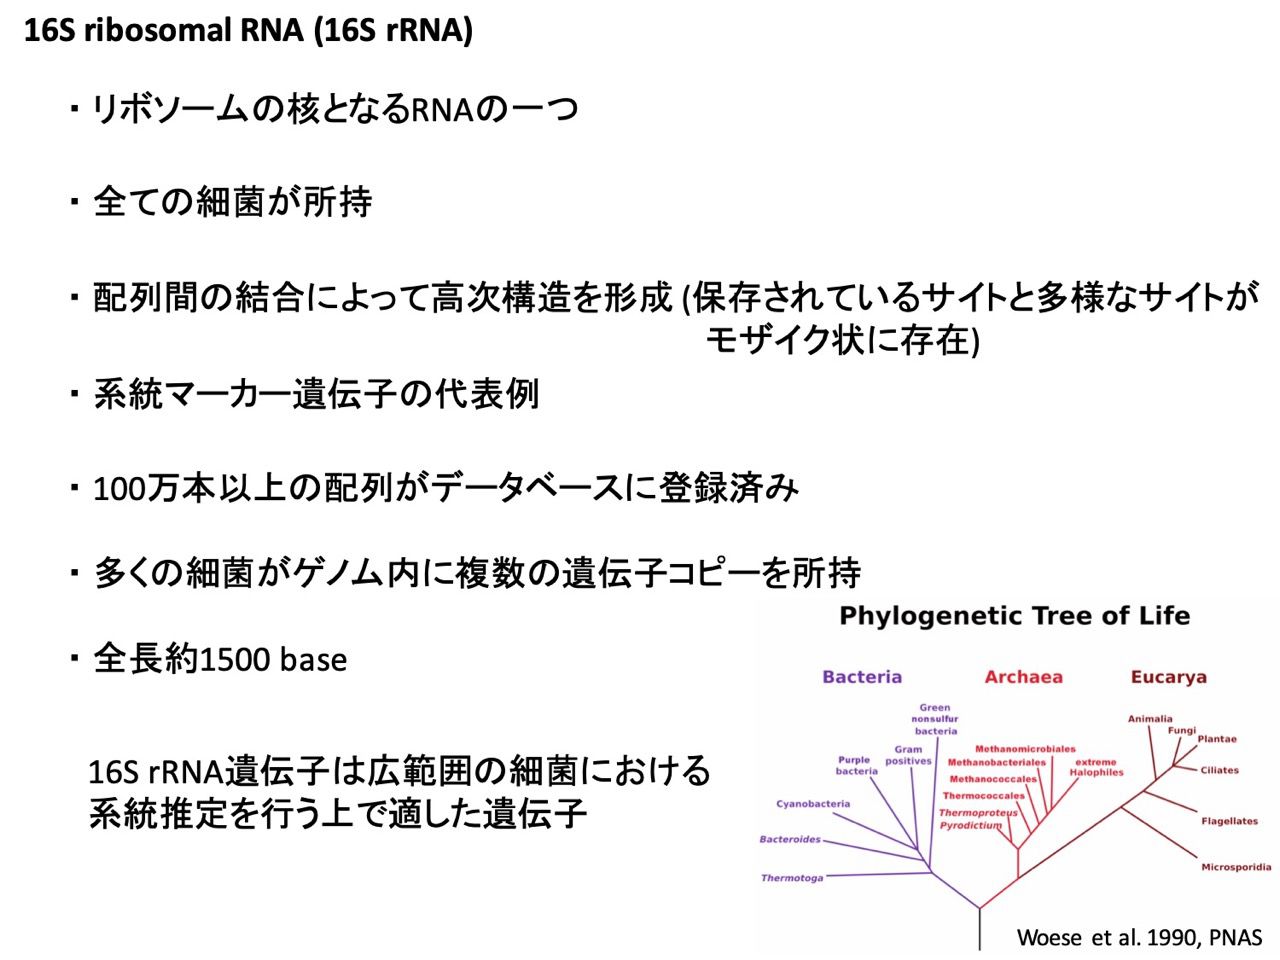 16S ribosomal RNA (16S rRNA)
・リボソームの核となるRNAの一つ
・全ての細菌が所持
・配列間の結合によって高次構造を形成 (保存されているサイトと多様なサイトが
モザイク状に存在)
・系統マーカー遺伝子の代表例
・100万本以上の配列がデータベースに登録済み
・多くの細菌がゲノム内に複数の遺伝子コピーを所持
・全長約1500 base
16S rRNA遺伝子は広範囲の細菌における
系統推定を行う上で適した遺伝子
Phylogenetic Tree of Life
Bacteria
Archaea
Eucarya
Green
nonsulfur
bacteria
Gram
positives
Purple
bacteria
Cyanobacteria
Bacteroides
Thermotoga
Methanomicrobiales
Methanobacteriales
Methanococcales
Thermococcales
Thermoproteus
Pyrodictium
extreme
Halophiles
Animalia
Fungi
Plantae
Ciliates
Flagellates
Microsporidia
Woese et al. 1990, PNAS